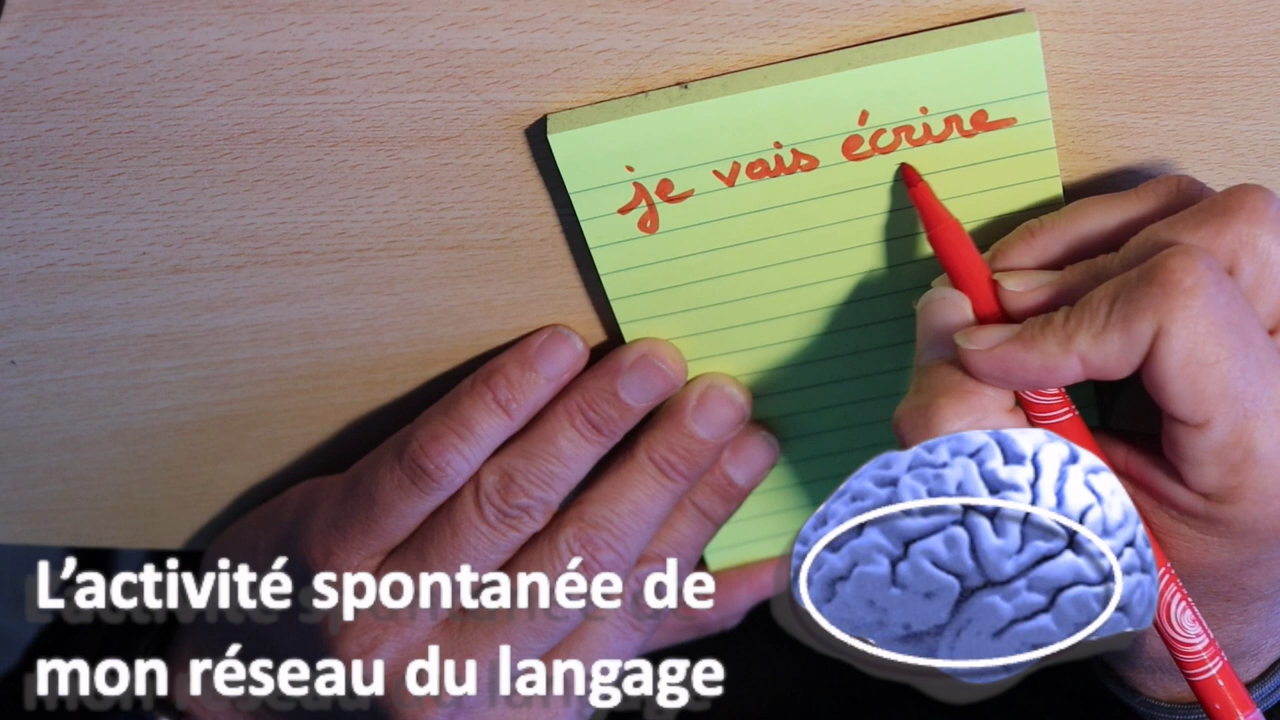 je vais écrire
L’activité spontanée de
mon réseau du langage